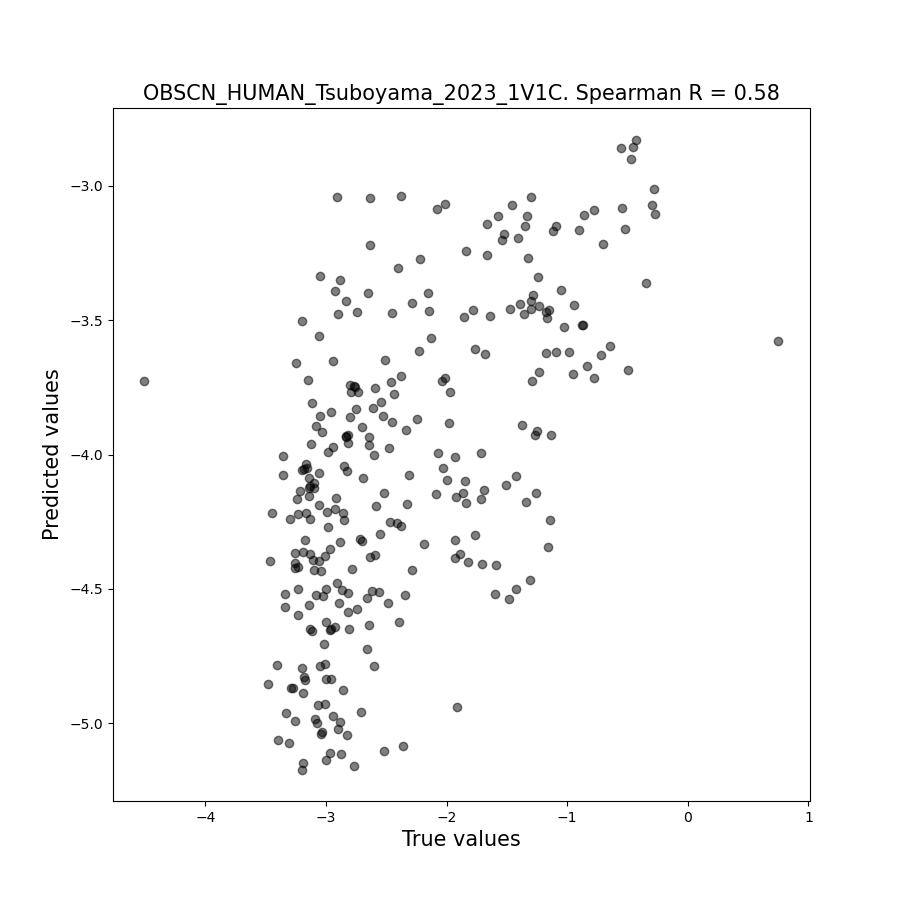 OBSCN_HUMAN_Tsuboyama_2023_1V1C. Spearman R = 0.58
−3.0
−3.5
−4.0
−4.5
−5.0
Predicted values
−4 −3 −2 −1 0 1
True values